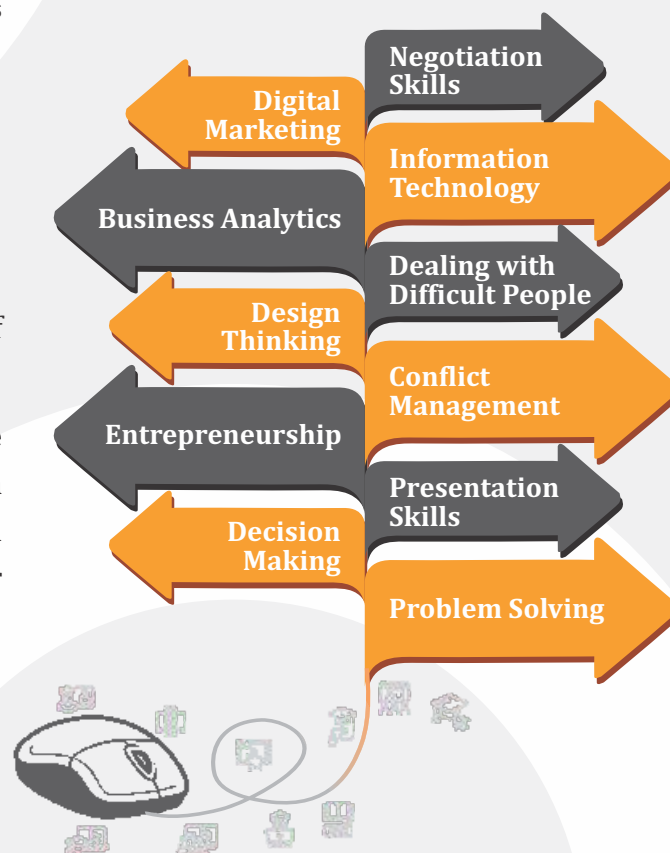 Negotiation
Skills
Digital
Marketing
Information
Technology
Business Analytics
Dealing with
Difficult People
Design
Thinking
Conflict
Management
Entrepreneurship
Presentation
Skills
Decision
Making
Problem Solving